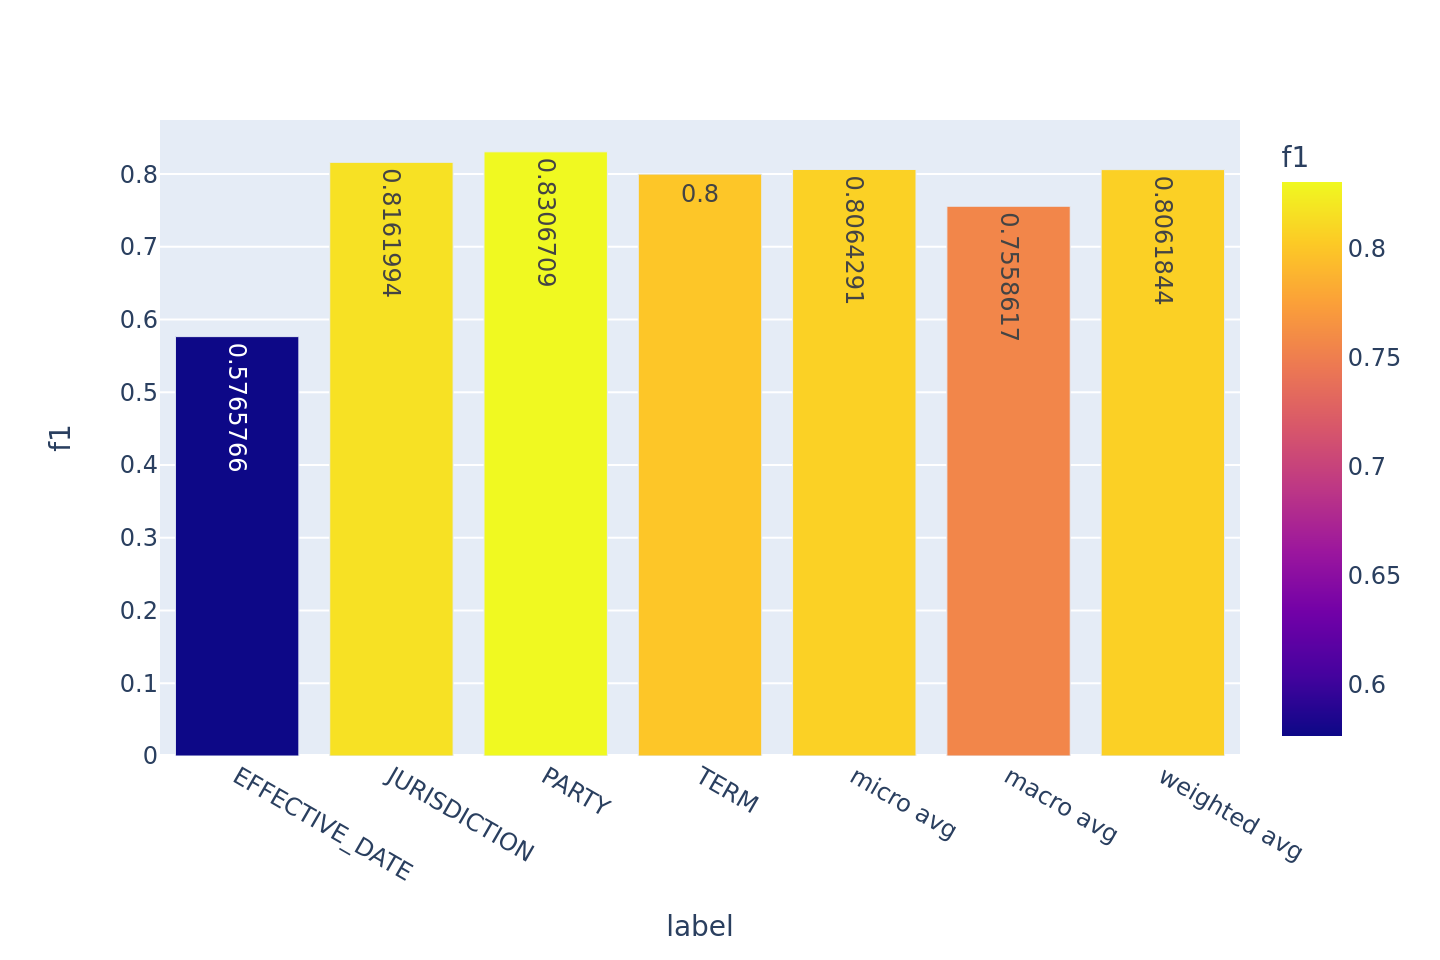 0.8
0.7
0.6
0.5
0.4
0.3
0.2
0.1
0
f1
0.5765766
0.8161994
0.8306709
0.8
0.8064291
0.7558617
0.8061844
EFFECTIVE_DATE
JURISDICTION
PARTY
TERM
micro avg
macro avg
weighted avg
label
f1
0.8
0.75
0.7
0.65
0.6